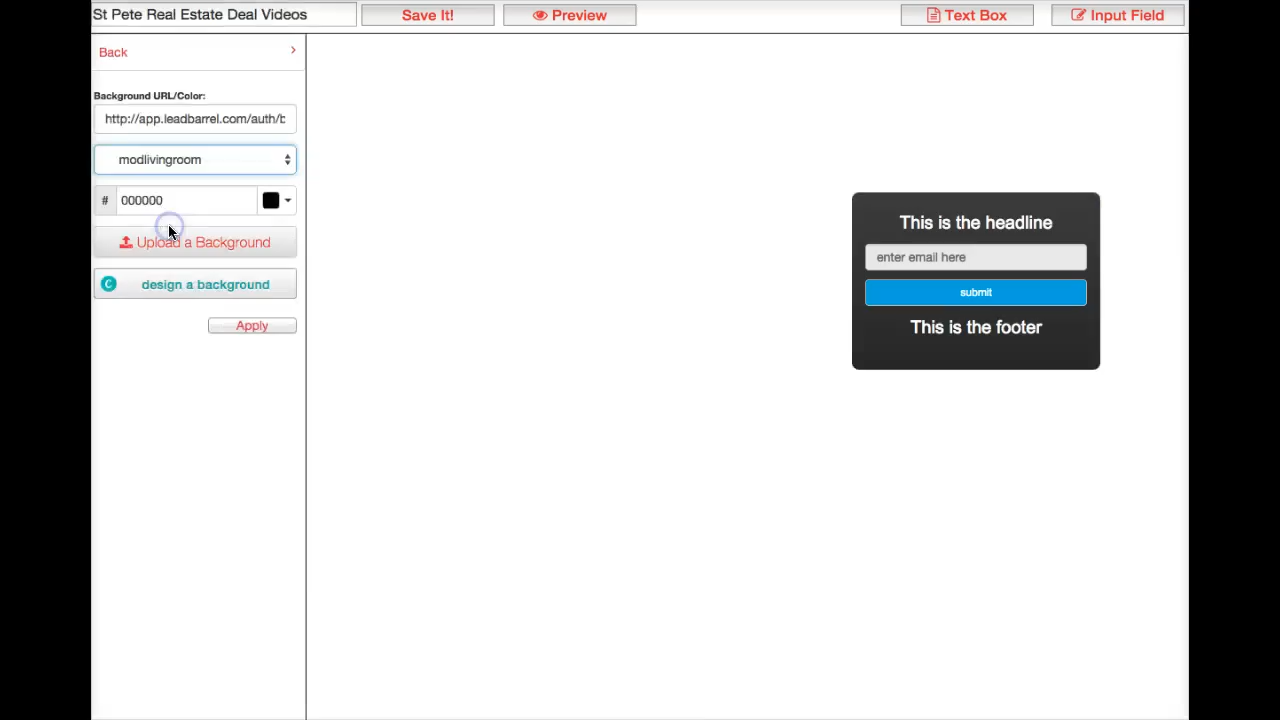 St Pete Real Estate Deal Videos
Save It!
Preview
Text Box
Input Field
Back
Background URL/Color:
http://app.leadbarrel.com/auth/b
modlivingroom
# 000000
Upload a Background
C design a background
Apply
This is the headline
enter email here
submit
This is the footer